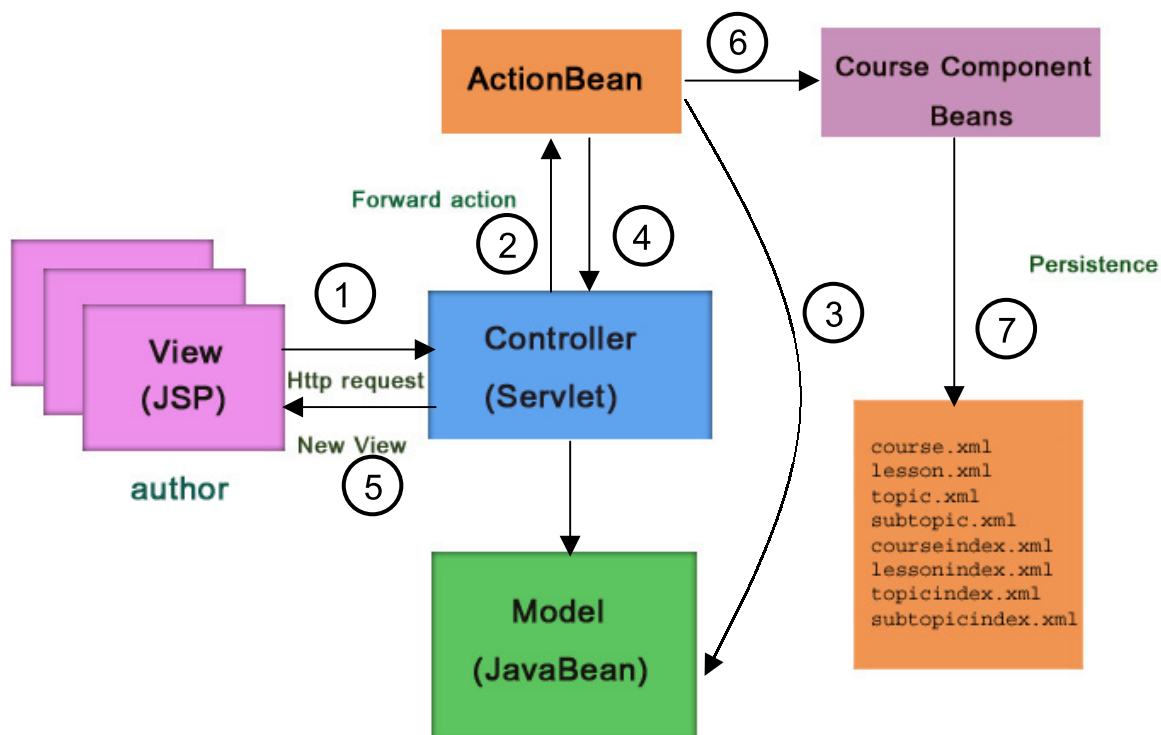 6
ActionBean
Course Component
Beans
Forward action
2
4
Persistence
1
3
7
View
(JSP)
Http request
Controller
(Servlet)
New View
5
author
course.xml
lesson.xml
topic.xml
subtopic.xml
courseindex.xml
lessonindex.xml
topicindex.xml
subtopicindex.xml
Model
(JavaBean)